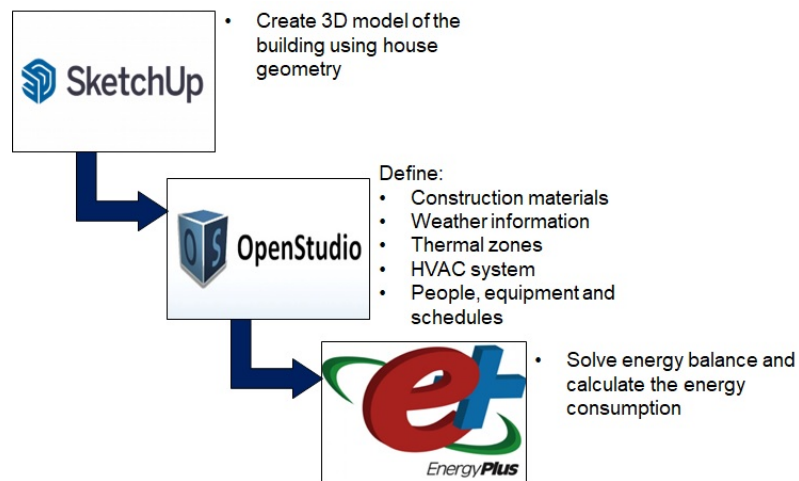 • Create 3D model of the
building using house
geometry
SketchUp
Define:
• Construction materials
• Weather information
• Thermal zones
• HVAC system
• People, equipment and
schedules
OS OpenStudio
• Solve energy balance and
calculate the energy
consumption
e+
EnergyPlus